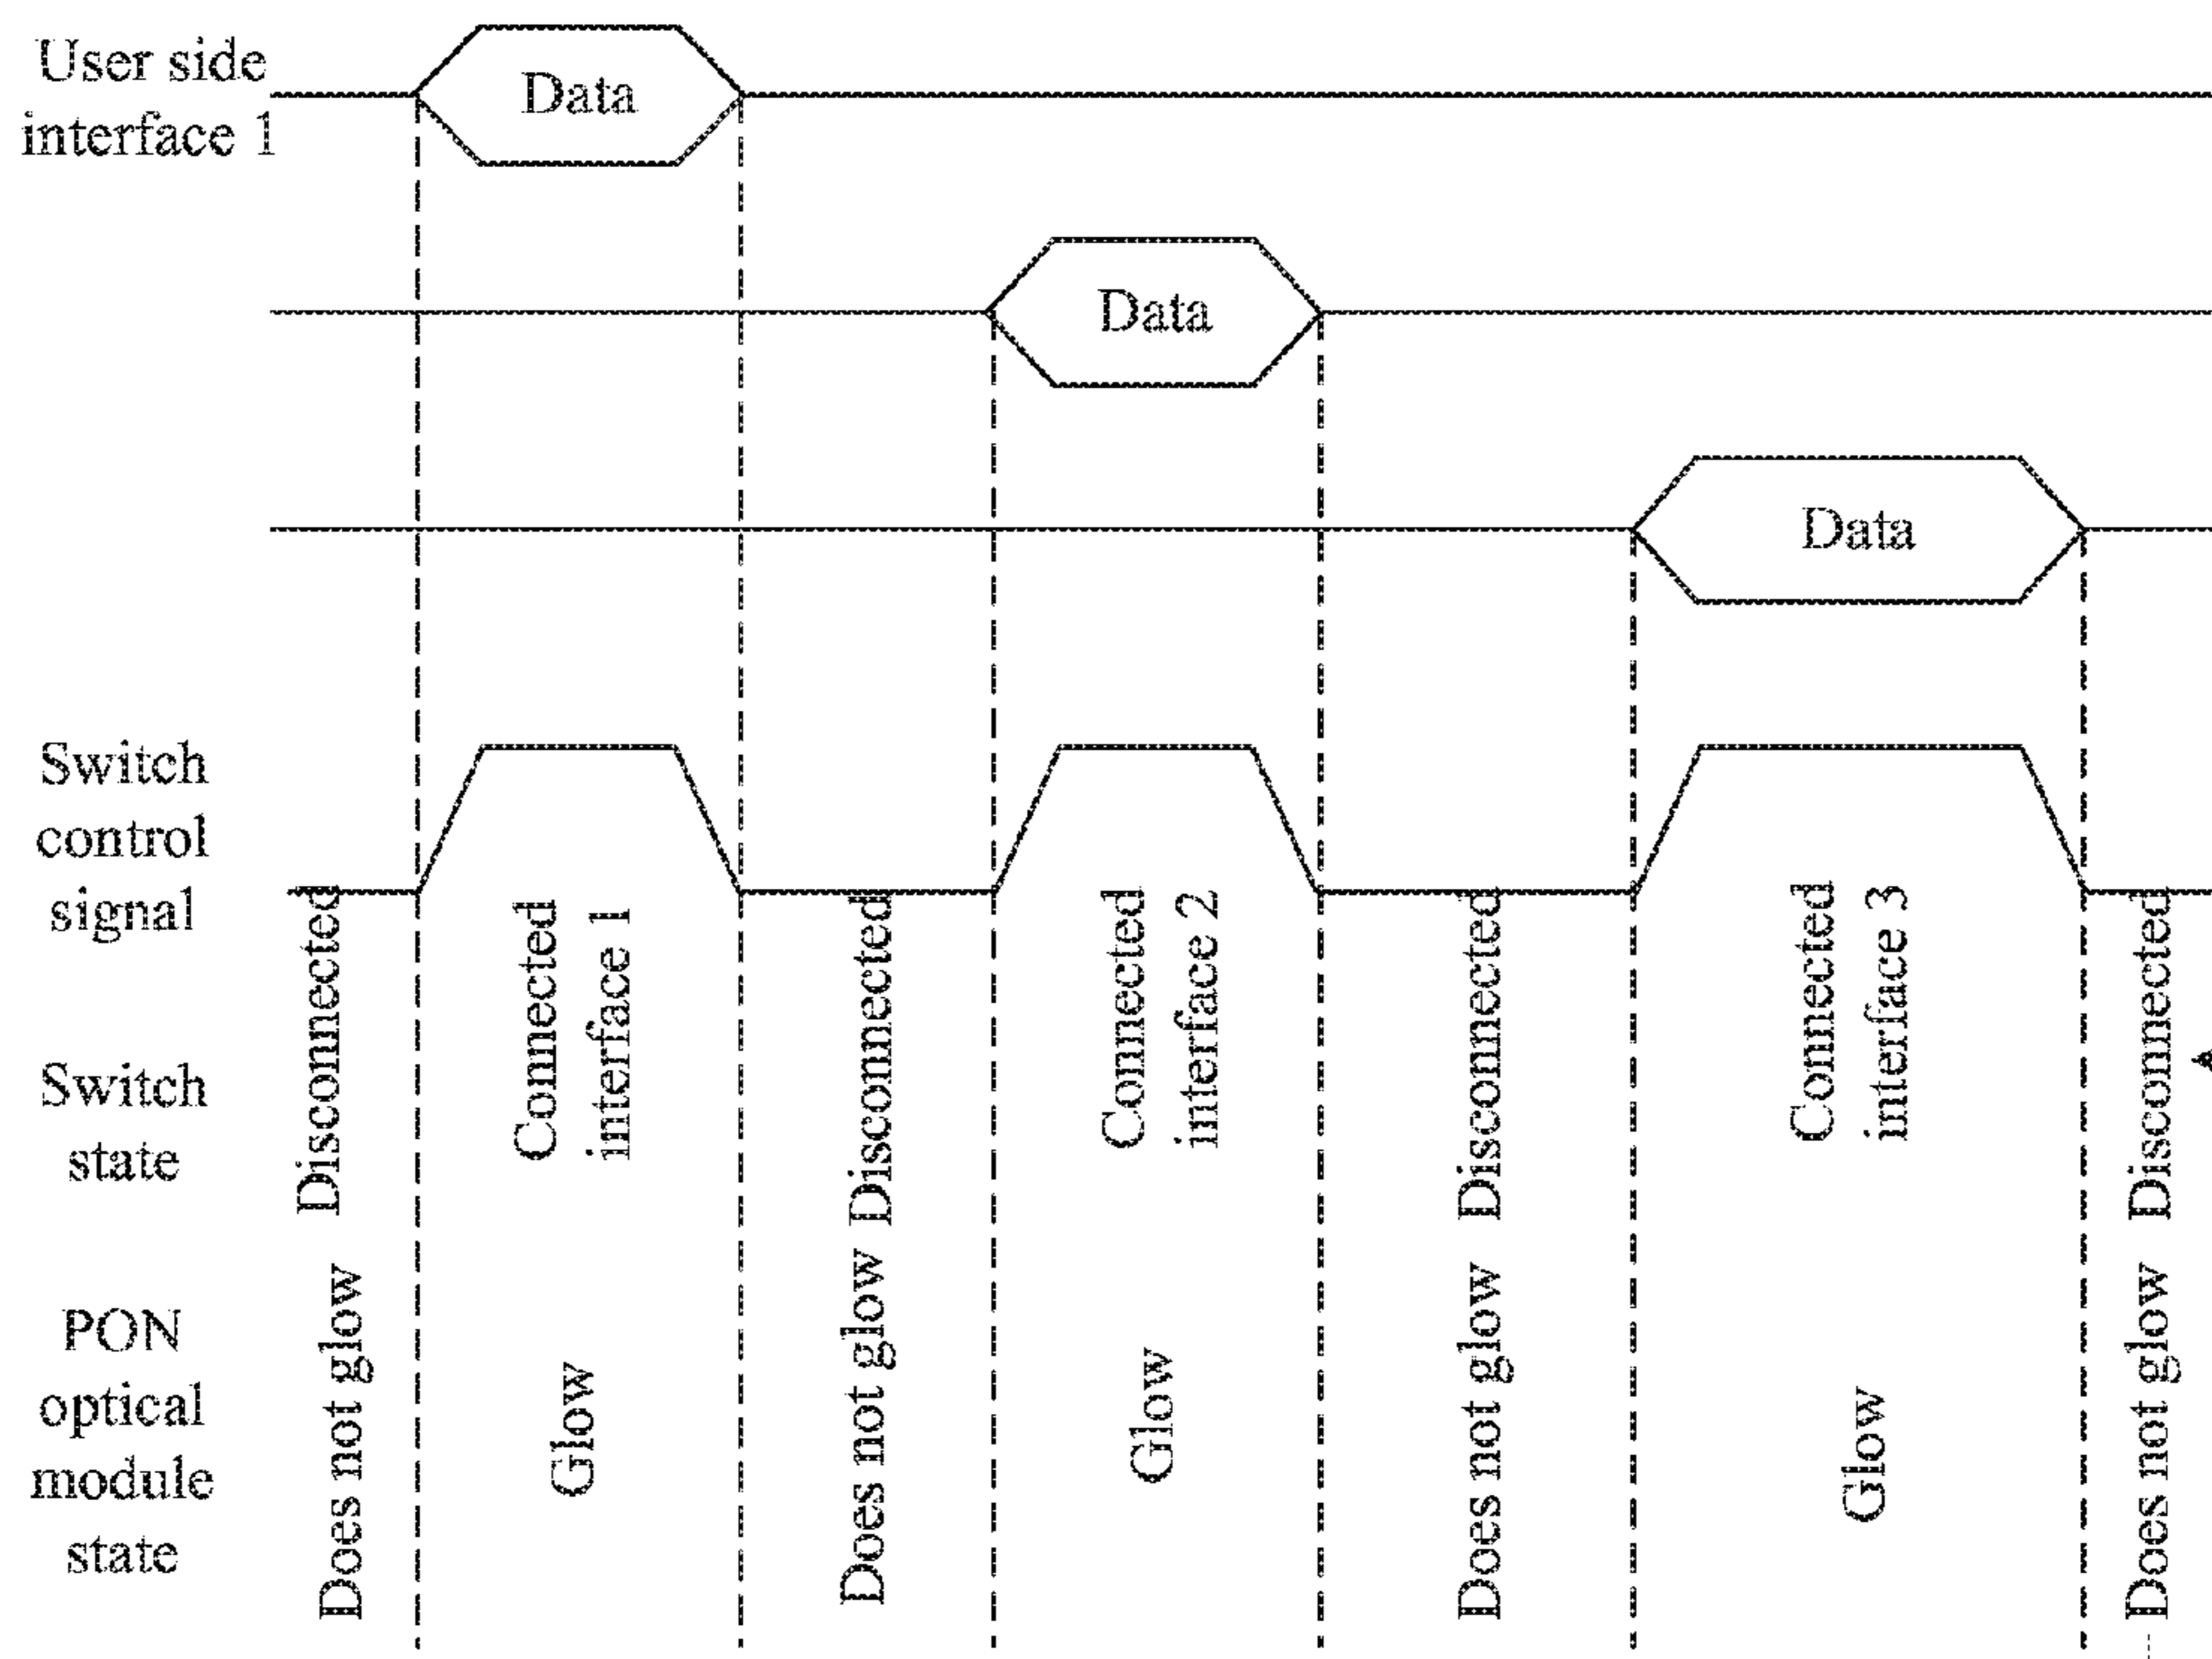 User side
interface 1
Data
Data
Data
Switch
control
signal
Switch
state
Disconnected
Connected
interface 1
Disconnected
Connected
interface 2
Disconnected
Connected
interface 3
Disconnected
PON
optical
module
state
Does not glow
Glow
Does not glow
Glow
Does not glow
Glow
Does not glow